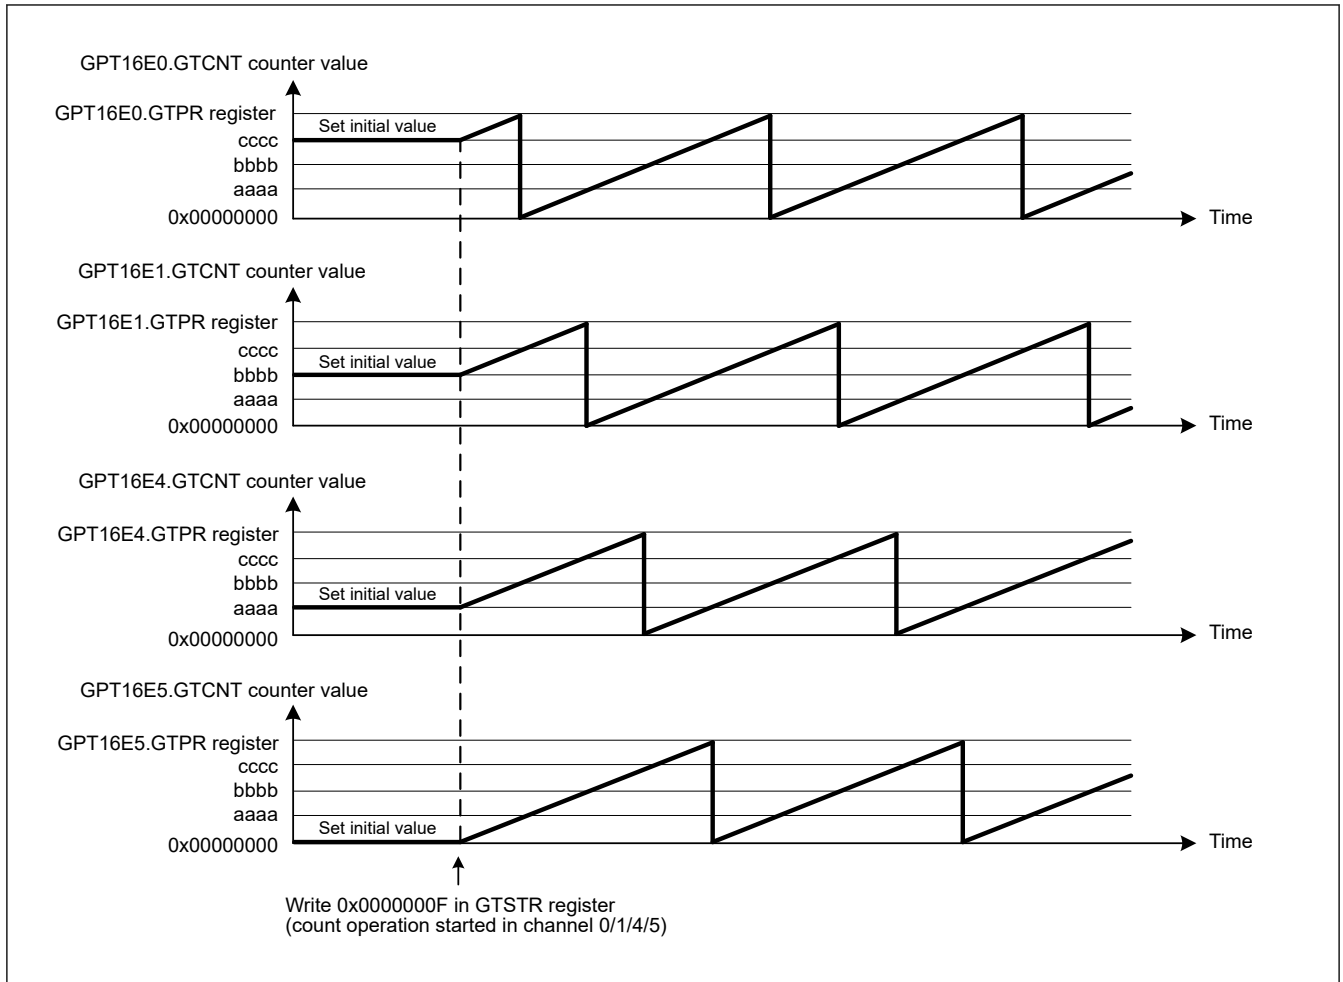 GPT16E0.GTCNT counter value
GPT16E0.GTPR register
Set initial value
cccc
bbbb
aaaa
0x00000000
Time
GPT16E1.GTCNT counter value
GPT16E1.GTPR register
cccc
Set initial value
bbbb
aaaa
0x00000000
Time
GPT16E4.GTCNT counter value
GPT16E4.GTPR register
cccc
bbbb
Set initial value
aaaa
0x00000000
Time
GPT16E5.GTCNT counter value
GPT16E5.GTPR register
cccc
bbbb
aaaa
Set initial value
0x00000000
Time
Write 0x0000000F in GTSTR register
(count operation started in channel 0/1/4/5)